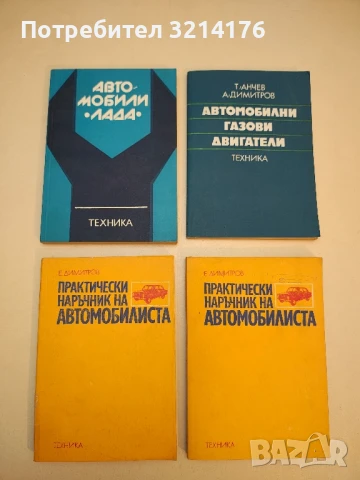 Потребител 3214176
АВТО-
МОБИЛИ
"ЛАДА"
ТЕХНИКА
Т. АНЧЕВ
А. ДИМИТРОВ
АВТОМОБИЛНИ
ГАЗОВИ
ДВИГАТЕЛИ
ТЕХНИКА
Е. ДИМИТРОВ
ПРАКТИЧЕСКИ
НАРЪЧНИК НА
АВТОМОБИЛИСТА
ТЕХНИКА
Е. ДИМИТРОВ
ПРАКТИЧЕСКИ
НАРЪЧНИК НА
АВТОМОБИЛИСТА
ТЕХНИКА
BAZAR